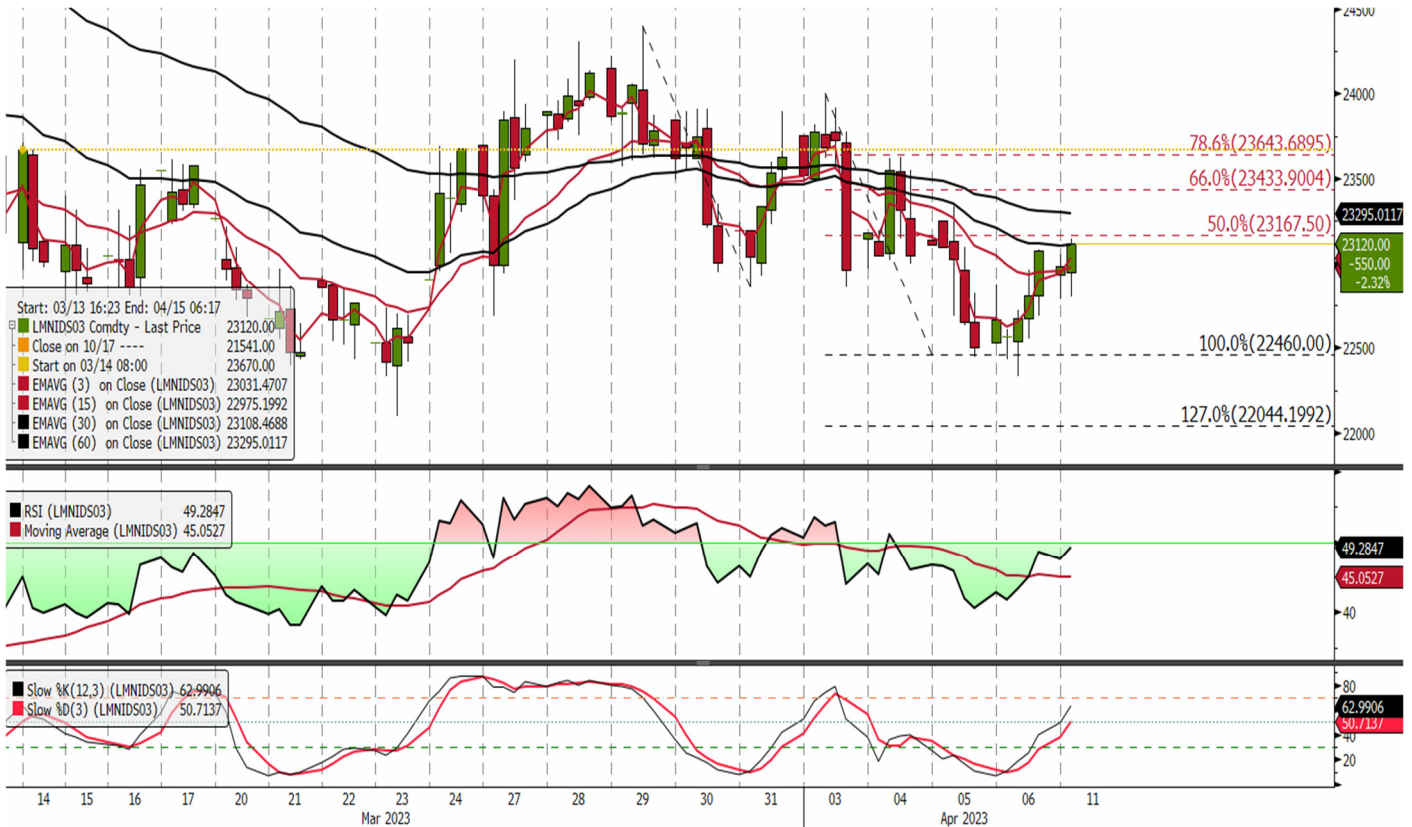 24500
24000
23500
22500
22000
78.6%(23643.6895)
66.0%(23433.9004)
50.0%(23167.50)
100.0%(22460.00)
127.0%(22044.1992)
23295.0117
23120.00
-550.00
-2.32%
Start: 03/13 16:23 End: 04/15 06:17
LMNIDS03 Comdty - Last Price 23120.00
Close on 10/17 ---- 21541.00
Start on 03/14 08:00 23670.00
EMAVG (3) on Close (LMNIDS03) 23031.4707
EMAVG (15) on Close (LMNIDS03) 22975.1992
EMAVG (30) on Close (LMNIDS03) 23108.4688
EMAVG (60) on Close (LMNIDS03) 23295.0117
RSI (LMNIDS03) 49.2847
Moving Average (LMNIDS03) 45.0527
49.2847
45.0527
40
Slow %K(12,3) (LMNIDS03) 62.9906
Slow %D(3) (LMNIDS03) 50.7137
80
62.9906
50.7137
40
20
14 15 16 17 20 21 22 23 24 27 28 29 30 31 03 04 05 06 11
Mar 2023 Apr 2023